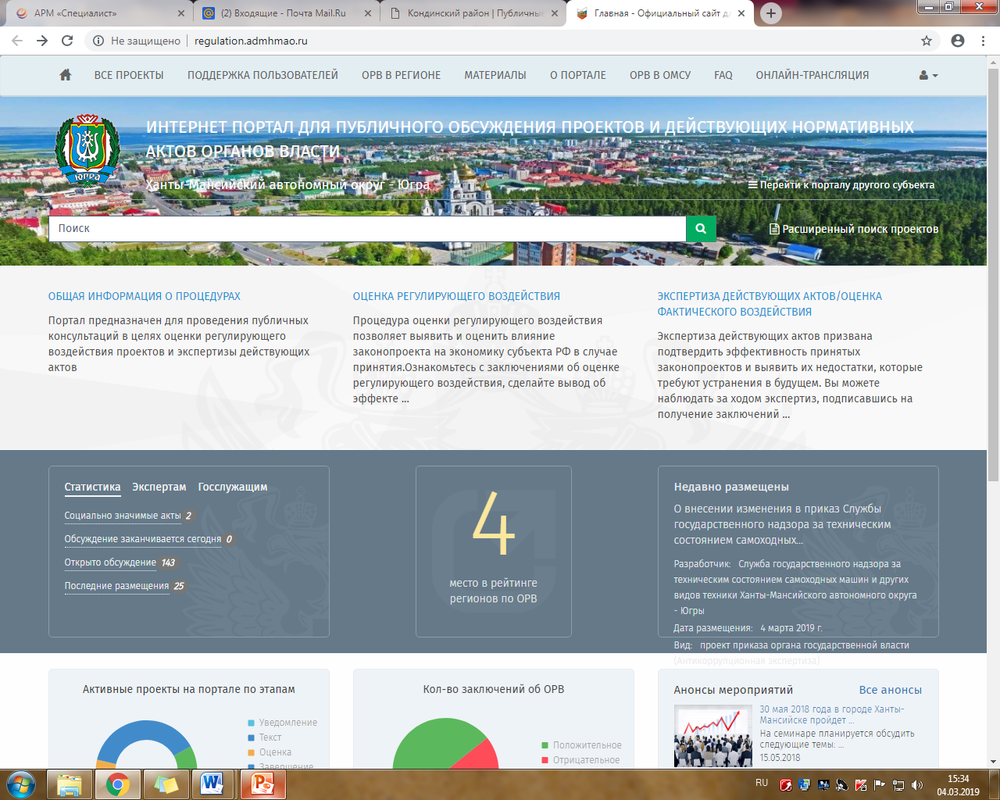 АРМ «Специалист»
(2) Входящие - Почта Mail.Ru
Кондинский район | Публичные
Главная - Официальный сайт дл
Не защищено
regulation.admhmao.ru
ВСЕ ПРОЕКТЫ
ПОДДЕРЖКА ПОЛЬЗОВАТЕЛЕЙ
ОРВ В РЕГИОНЕ
МАТЕРИАЛЫ
О ПОРТАЛЕ
ОРВ В ОМСУ
FAQ
ОНЛАЙН-ТРАНСЛЯЦИЯ
ИНТЕРНЕТ ПОРТАЛ ДЛЯ ПУБЛИЧНОГО ОБСУЖДЕНИЯ ПРОЕКТОВ И ДЕЙСТВУЮЩИХ НОРМАТИВНЫХ
АКТОВ ОРГАНОВ ВЛАСТИ
ЮГРА
Ханты-Мансийский автономный округ - Югра
Перейти к порталу другого субъекта
Поиск
Расширенный поиск проектов
ОБЩАЯ ИНФОРМАЦИЯ О ПРОЦЕДУРАХ
Портал предназначен для проведения публичных
консультаций в целях оценки регулирующего
воздействия проектов и экспертизы действующих
актов
ОЦЕНКА РЕГУЛИРУЮЩЕГО ВОЗДЕЙСТВИЯ
Процедура оценки регулирующего воздействия
позволяет выявить и оценить влияние
законопроекта на экономику субъекта РФ в случае
принятия.Ознакомьтесь с заключениями об оценке
регулирующего воздействия, сделайте вывод об
эффекте ...
ЭКСПЕРТИЗА ДЕЙСТВУЮЩИХ АКТОВ/ОЦЕНКА
ФАКТИЧЕСКОГО ВОЗДЕЙСТВИЯ
Экспертиза действующих актов призвана
подтвердить эффективность принятых
законопроектов и выявить их недостатки, которые
требуют устранения в будущем. Вы можете
наблюдать за ходом экспертиз, подписавшись на
получение заключений ...
Статистика Экспертам Госслужащим
Социально значимые акты 2
Обсуждение заканчивается сегодня 0
Открыто обсуждение 143
Последние размещения 25
4
место в рейтинге
регионов по ОРВ
Недавно размещены
О внесении изменения в приказ Службы
государственного надзора за техническим
состоянием самоходных...
Разработчик: Служба государственного надзора за
техническим состоянием самоходных машин и других
видов техники Ханты-Мансийского автономного округа
- Югры
Дата размещения: 4 марта 2019 г.
Вид: проект приказа органа государственной власти
(Антикоррупционная экспертиза)
Активные проекты на портале по этапам
Уведомление
Текст
Оценка
Завершение
Кол-во заключений об ОРВ
Положительное
Отрицательное
Анонсы мероприятий
Все анонсы
30 мая 2018 года в городе Ханты-
Мансийске пройдет ...
На семинаре планируется обсудить
следующие темы: ...
15.05.2018
RU
15:34
04.03.2019